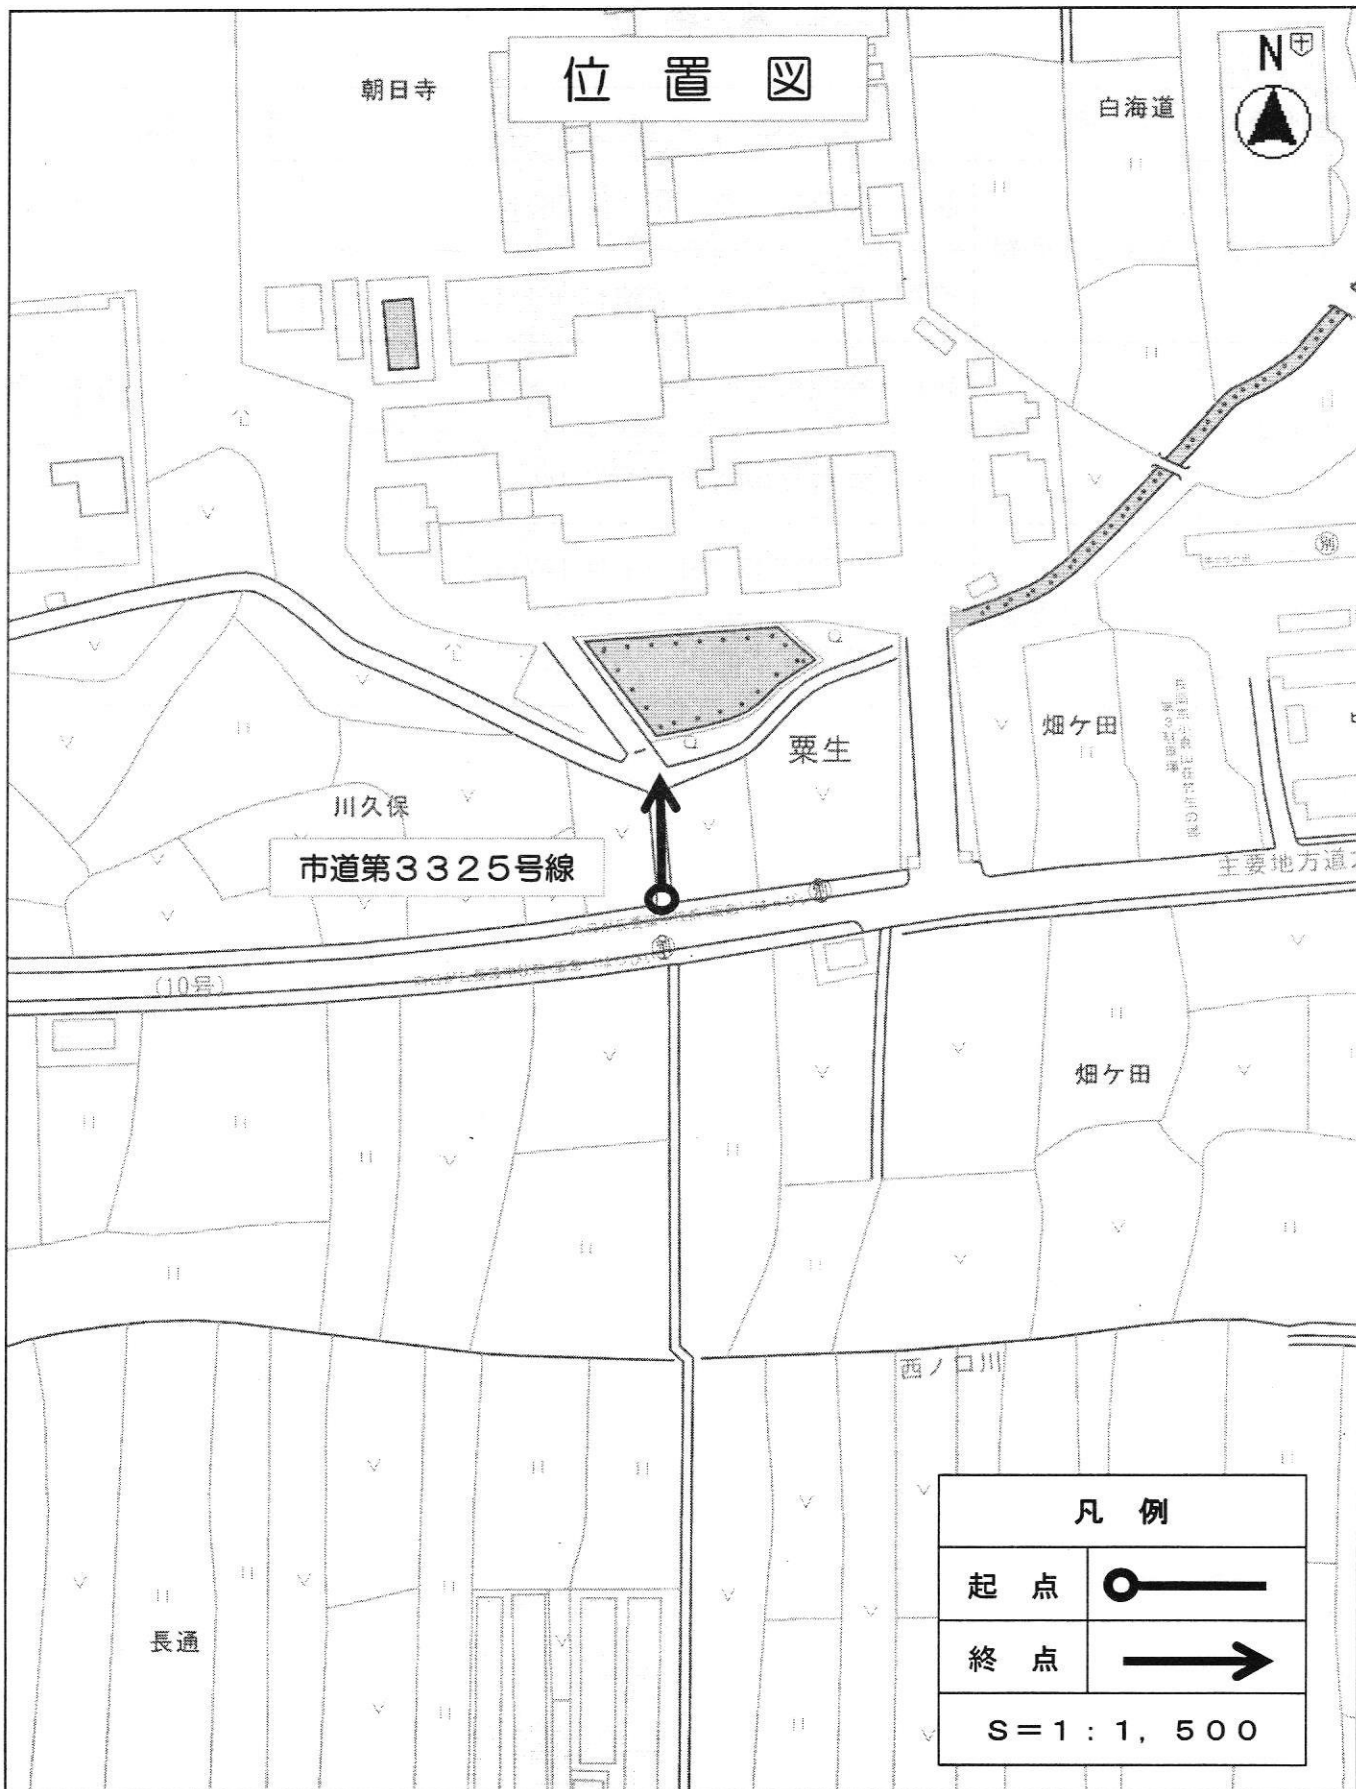 位 置 図
N
朝日寺
白海道
畑ケ田
粟生
川久保
市道第3325号線
主要地方道
(10号)
畑ケ田
西ノ口川
長通
凡 例
起 点
終 点
S=1:1,500